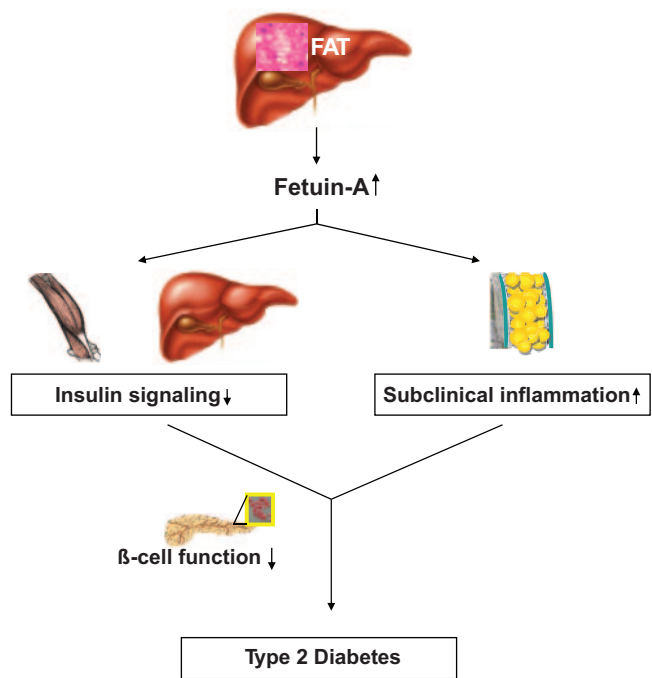 FAT
Fetuin-A↑
Insulin signaling↓
Subclinical inflammation↑
ß-cell function ↓
Type 2 Diabetes